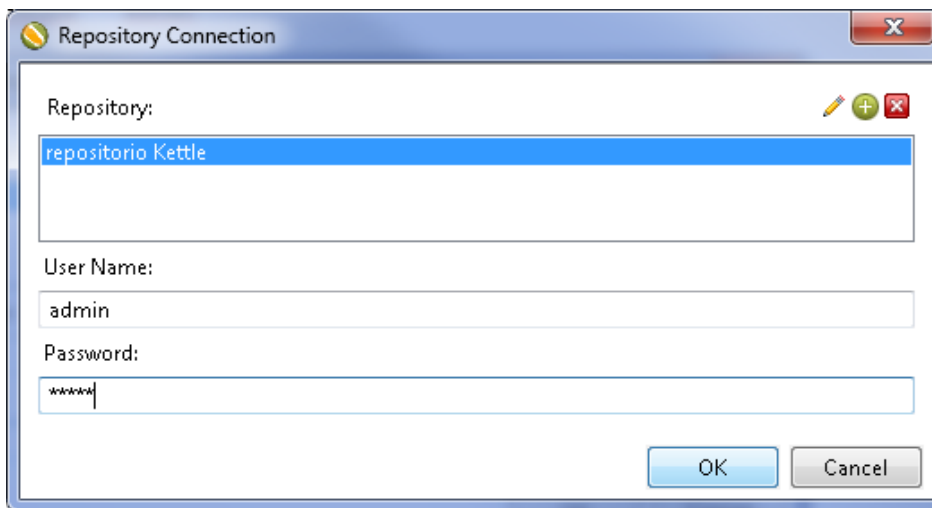 Repository Connection
Repository:
repositorio Kettle
User Name:
admin
Password:
*****
OK
Cancel